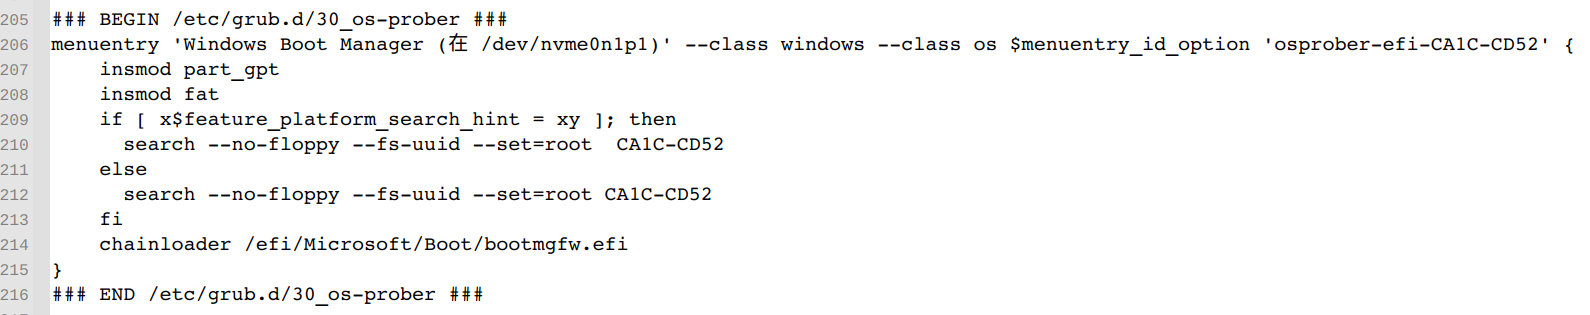 205 ### BEGIN /etc/grub.d/30_os-prober ###
206 menuentry 'Windows Boot Manager (在 /dev/nvme0n1p1)' --class windows --class os $menuentry_id_option 'osprober-efi-CA1C-CD52' {
207     insmod part_gpt
208     insmod fat
209     if [ x$feature_platform_search_hint = xy ]; then
210       search --no-floppy --fs-uuid --set=root  CA1C-CD52
211     else
212       search --no-floppy --fs-uuid --set=root CA1C-CD52
213     fi
214     chainloader /efi/Microsoft/Boot/bootmgfw.efi
215 }
216 ### END /etc/grub.d/30_os-prober ###